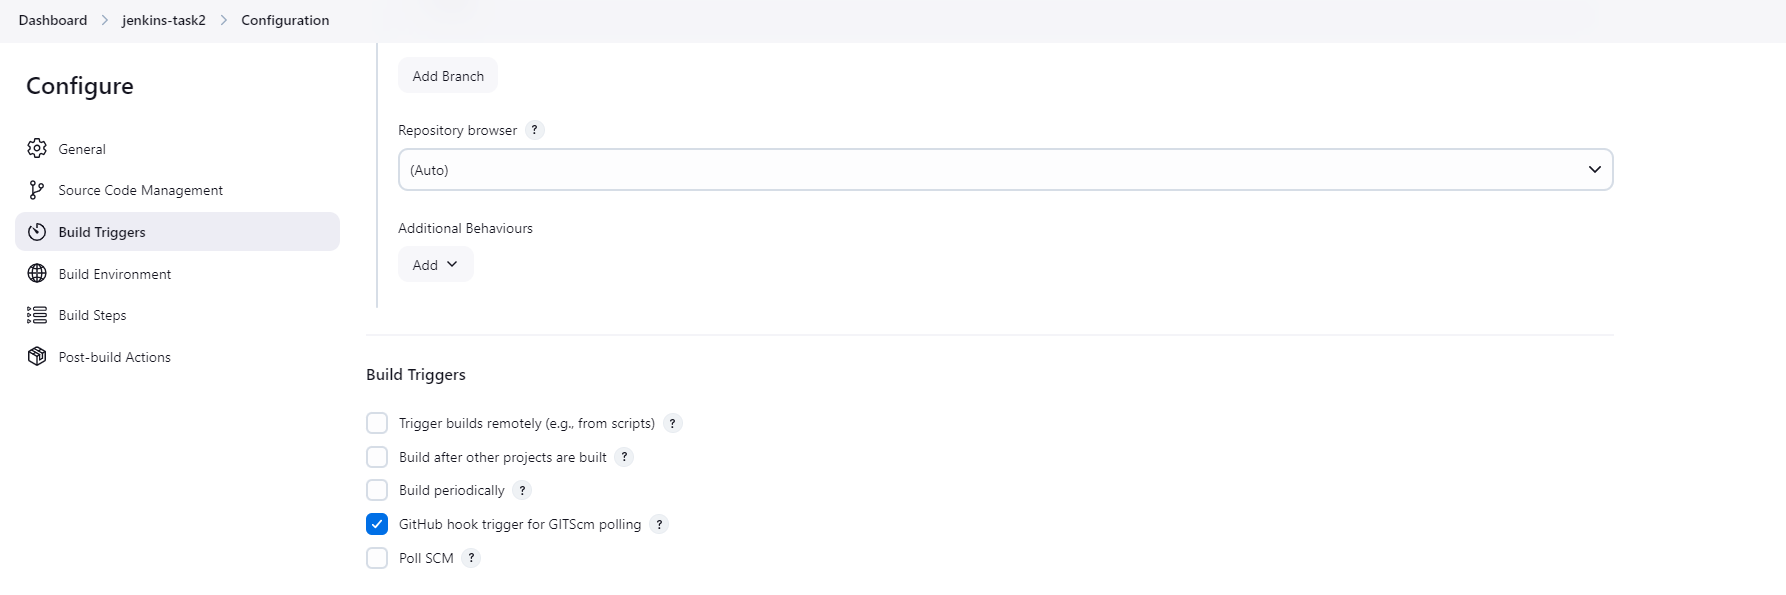 Dashboard > jenkins-task2 > Configuration
Configure
General
Source Code Management
Build Triggers
Build Environment
Build Steps
Post-build Actions
Add Branch
Repository browser ?
(Auto)
Additional Behaviours
Add
Build Triggers
Trigger builds remotely (e.g., from scripts) ?
Build after other projects are built ?
Build periodically ?
GitHub hook trigger for GITScm polling ?
Poll SCM ?